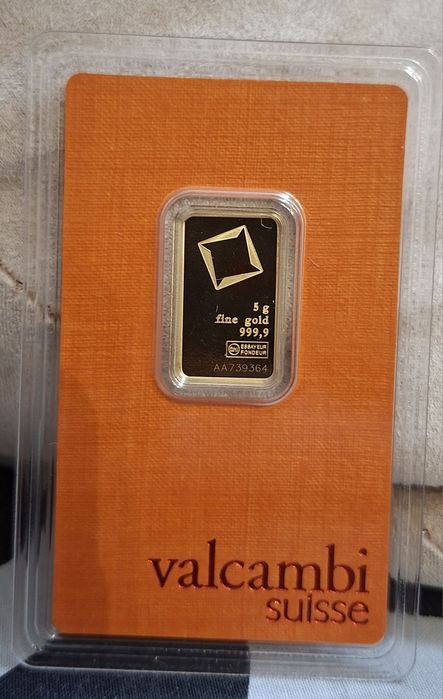 5 g
fine gold
999,9
ESSAYEUR
FONDEUR
AA739364
valcambi
suisse